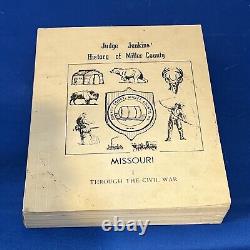 Judge Jenkins'
History of Miller County
MISSOURI
I
THROUGH THE CIVIL WAR